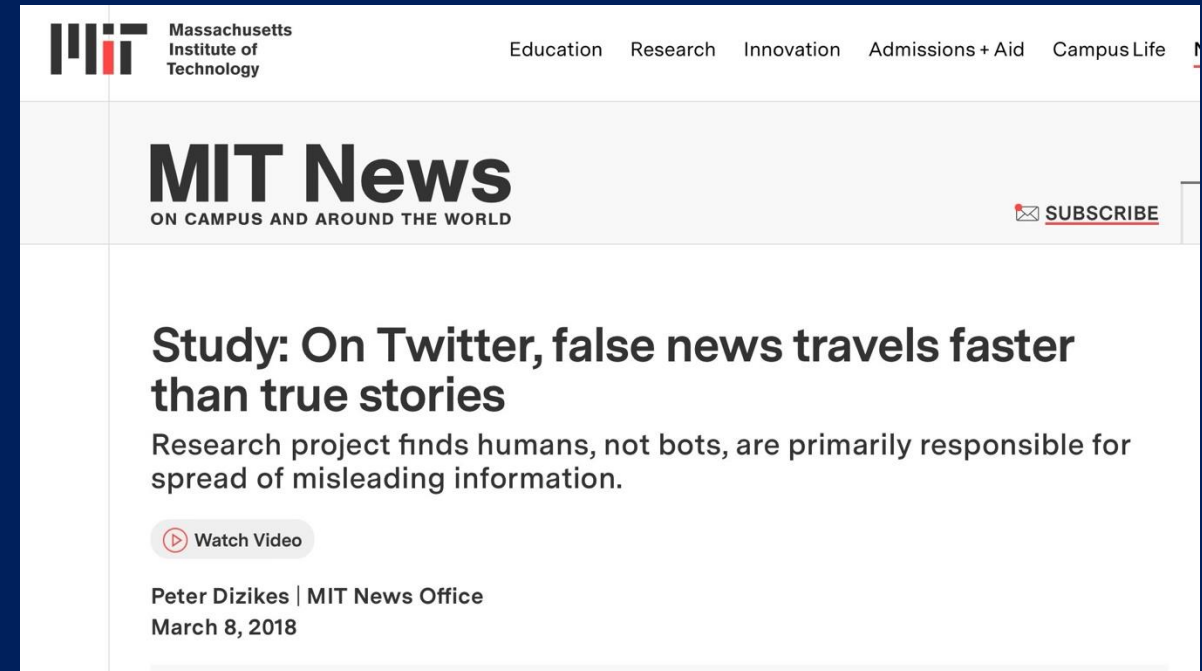 Massachusetts
Institute of
Technology
Education Research Innovation Admissions + Aid Campus Life
MIT News
ON CAMPUS AND AROUND THE WORLD
SUBSCRIBE
Study: On Twitter, false news travels faster
than true stories
Research project finds humans, not bots, are primarily responsible for
spread of misleading information.
Watch Video
Peter Dizikes | MIT News Office
March 8, 2018